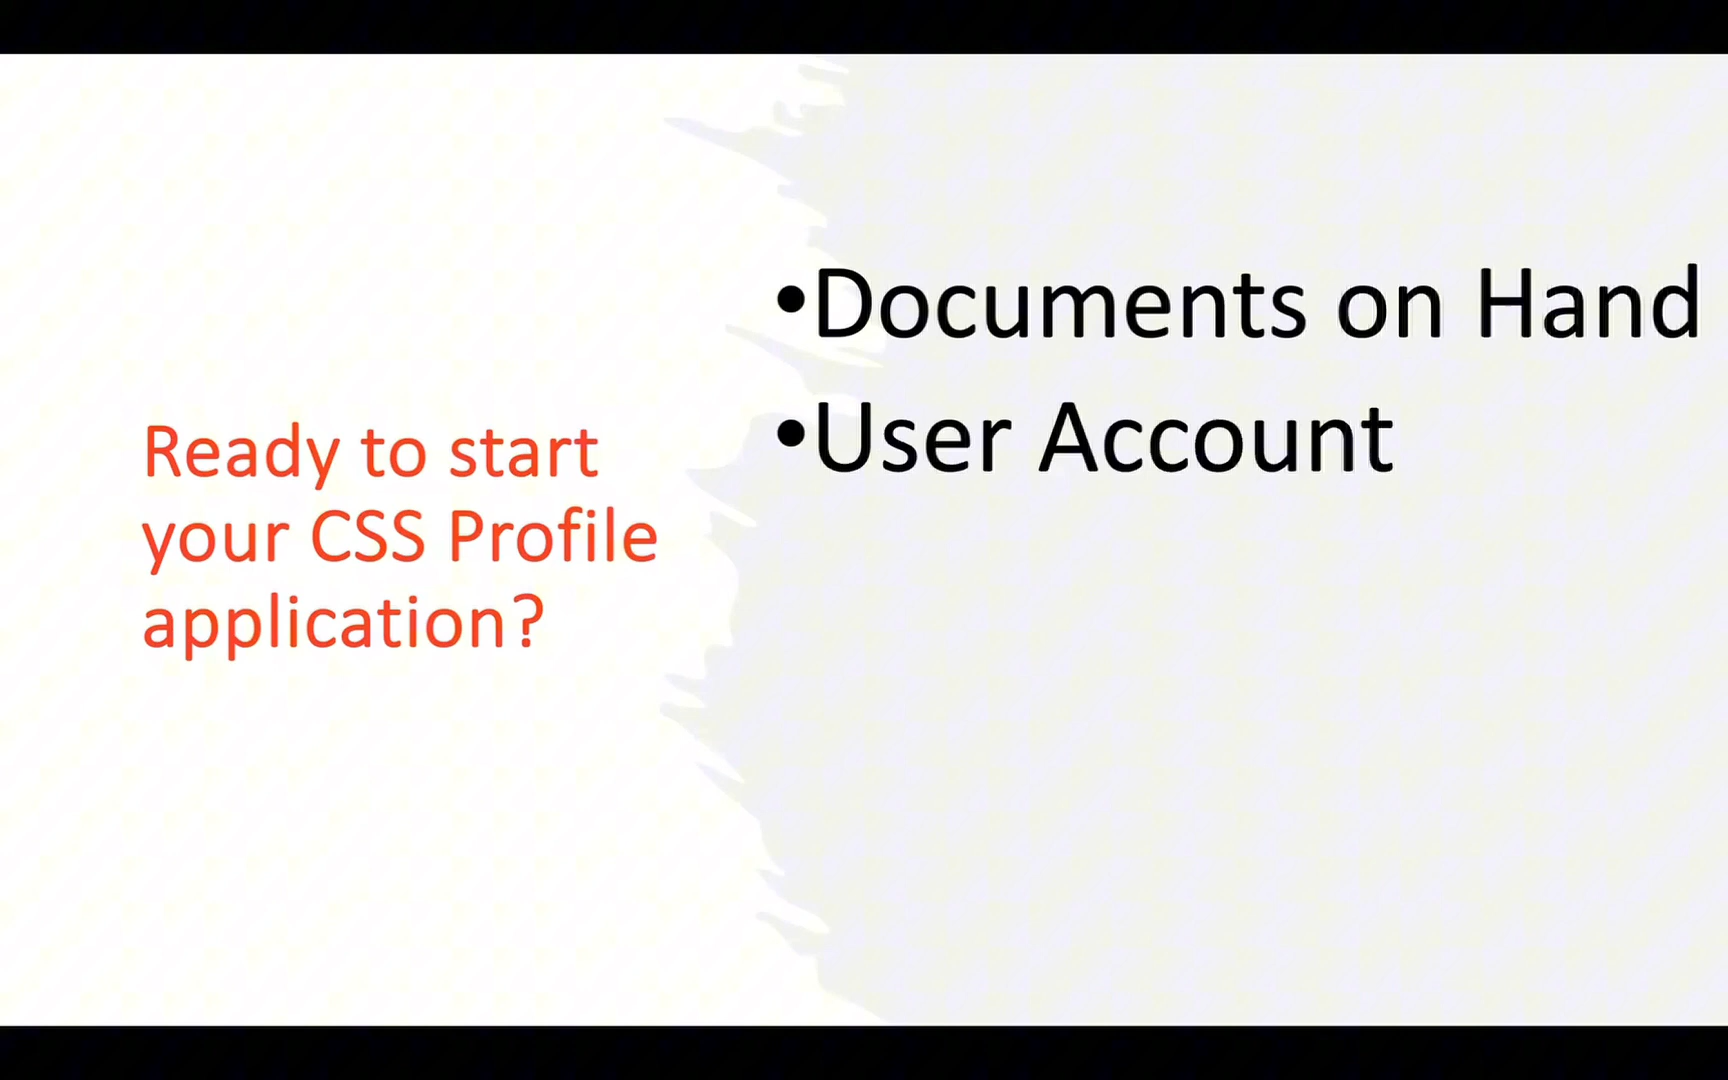 Ready to start
your CSS Profile
application?
•Documents on Hand
•User Account